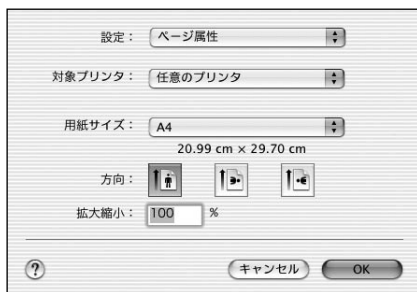 設定： ページ属性
対象プリンタ： 任意のプリンタ
用紙サイズ： A4
20.99 cm × 29.70 cm
方向：
拡大縮小： 100 %
? キャンセル OK